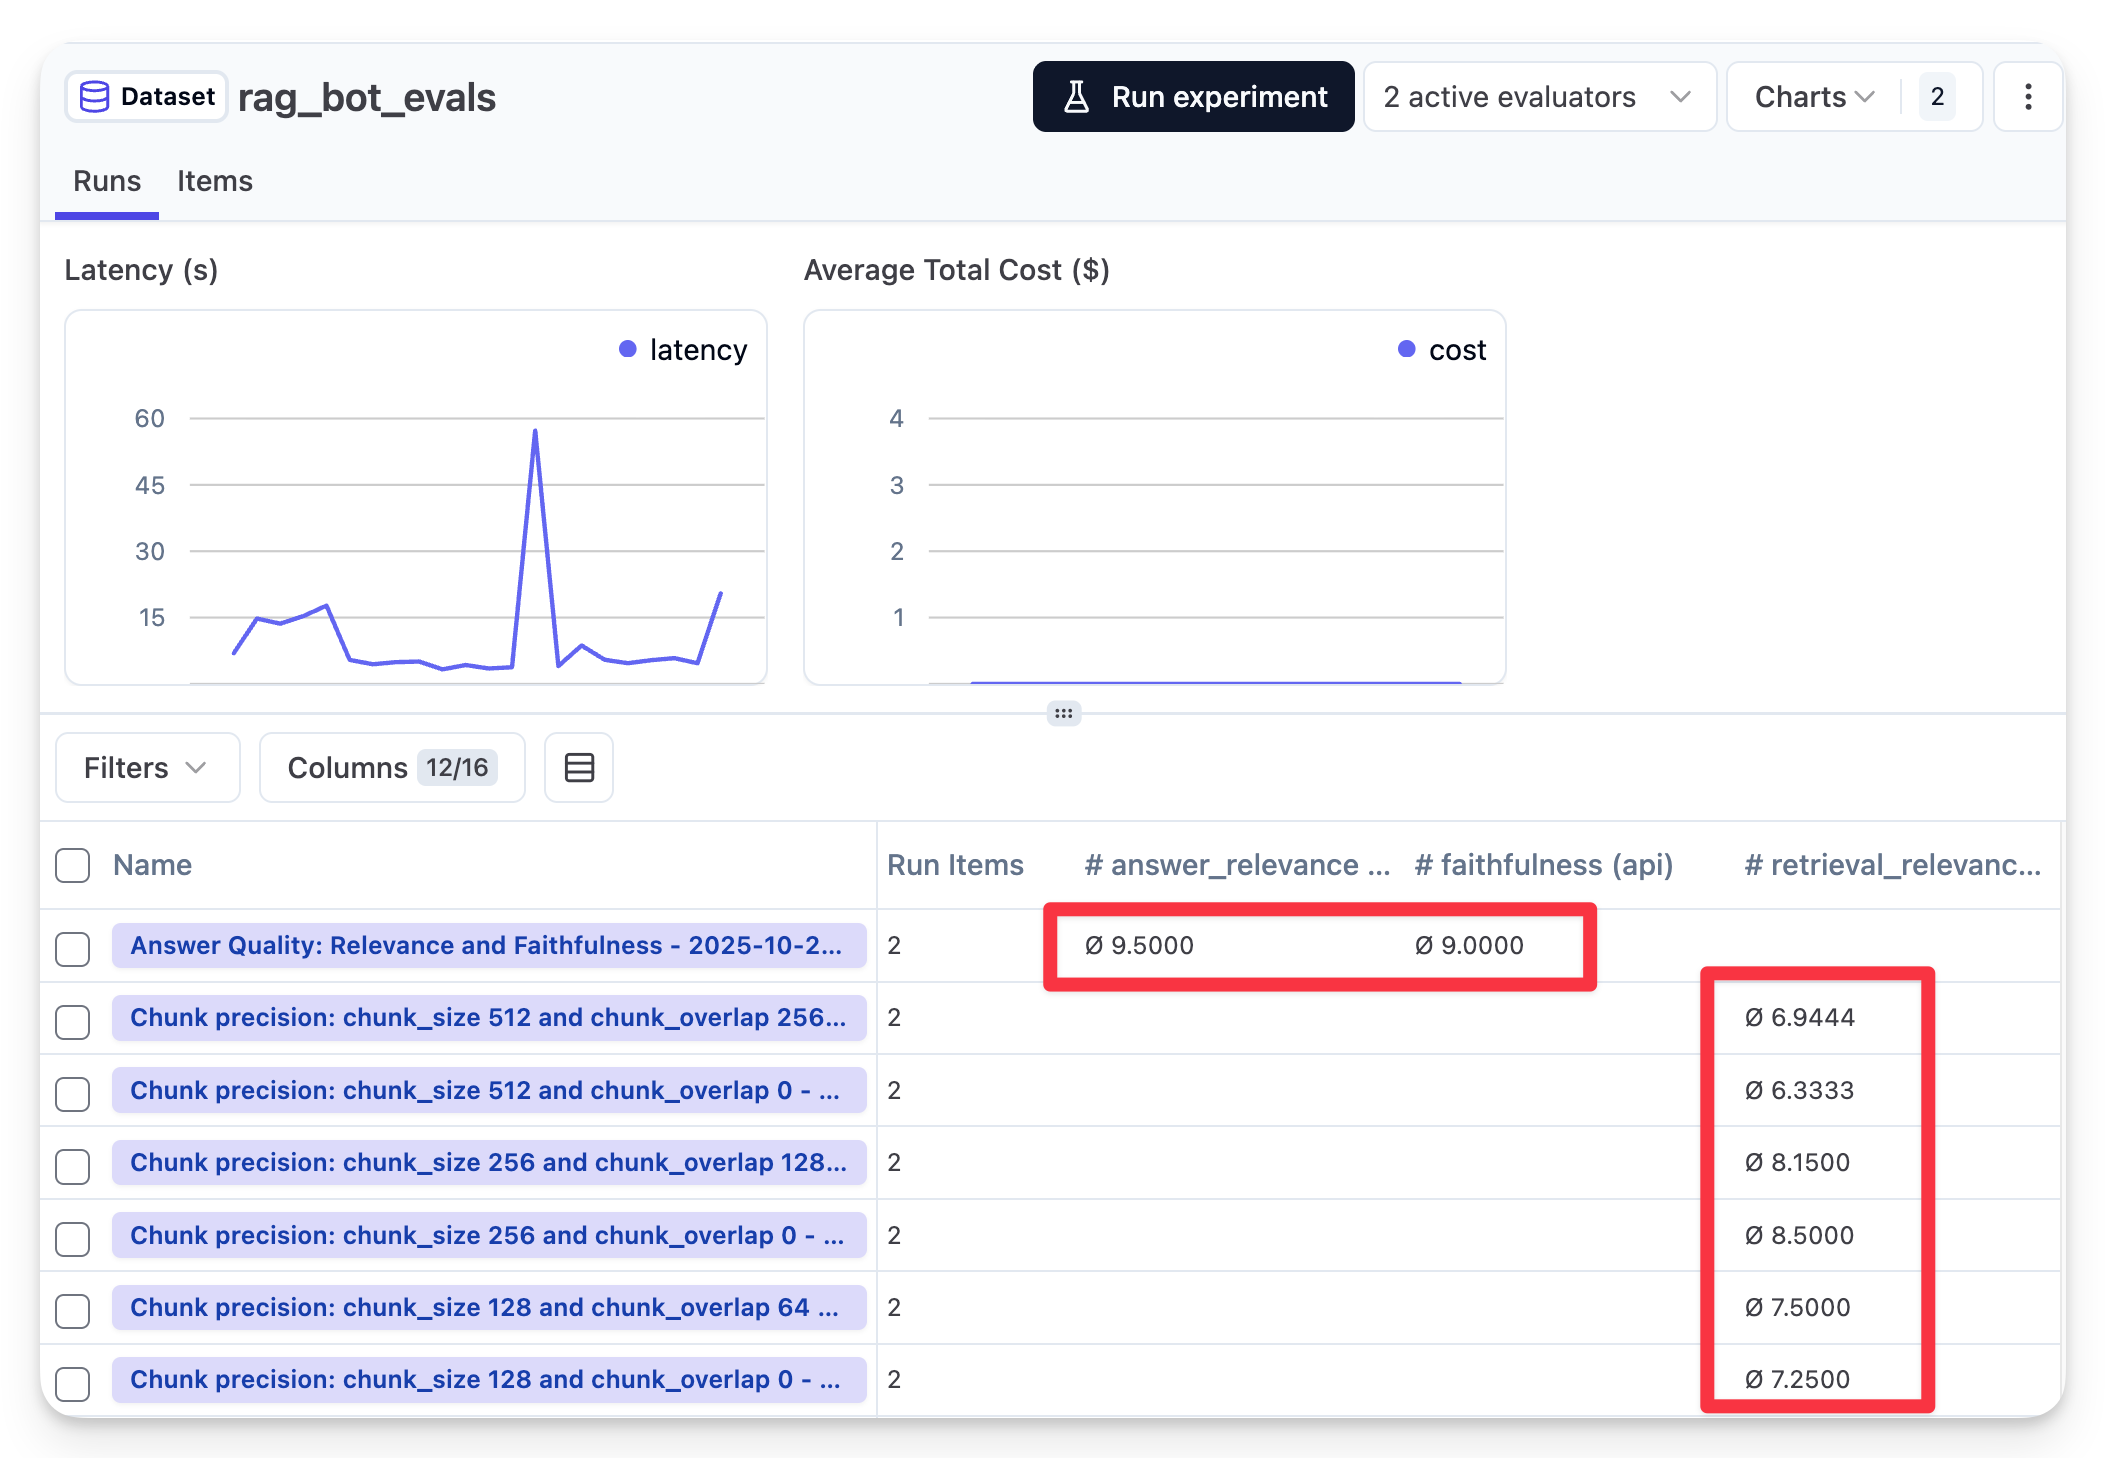 Dataset rag_bot_evals Run experiment 2 active evaluators Charts 2
Runs Items
Latency (s) Average Total Cost ($)
latency cost
60 4
45 3
30 2
15 1
Filters Columns 12/16
Name Run Items # answer_relevance ... # faithfulness (api) # retrieval_relevanc...
Answer Quality: Relevance and Faithfulness - 2025-10-2... 2 Ø 9.5000 Ø 9.0000
Chunk precision: chunk_size 512 and chunk_overlap 256... 2 Ø 6.9444
Chunk precision: chunk_size 512 and chunk_overlap 0 - ... 2 Ø 6.3333
Chunk precision: chunk_size 256 and chunk_overlap 128... 2 Ø 8.1500
Chunk precision: chunk_size 256 and chunk_overlap 0 - ... 2 Ø 8.5000
Chunk precision: chunk_size 128 and chunk_overlap 64 ... 2 Ø 7.5000
Chunk precision: chunk_size 128 and chunk_overlap 0 - ... 2 Ø 7.2500